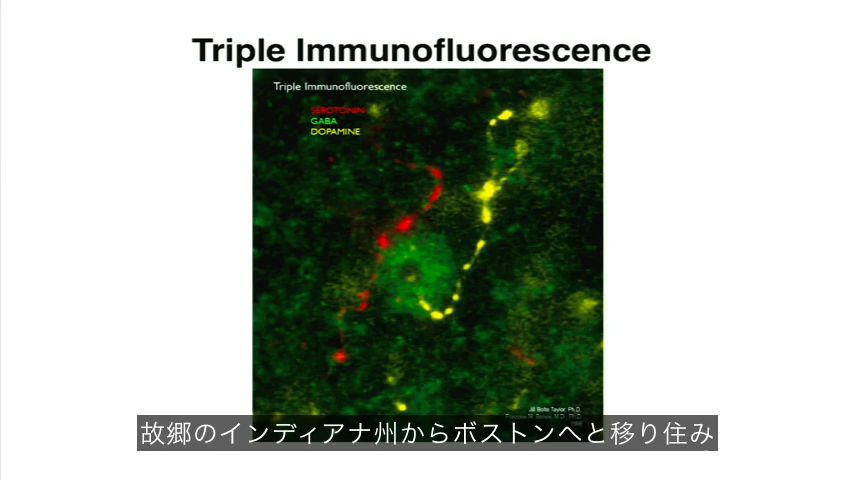 Triple Immunofluorescence
Triple Immunofluorescence
SEROTONIN
GABA
DOPAMINE
Jill Bolte Taylor, Ph.D.
故郷のインディアナ州からボストンへと移り住み